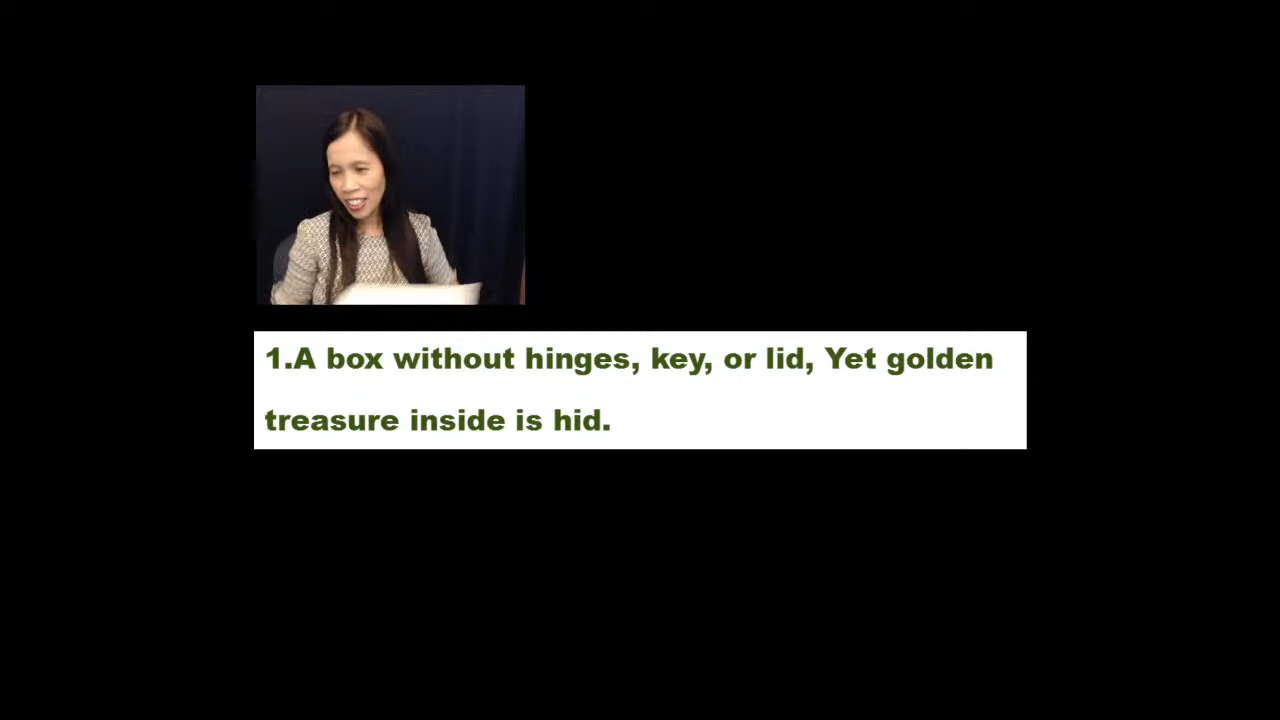 1.A box without hinges, key, or lid, Yet golden
treasure inside is hid.